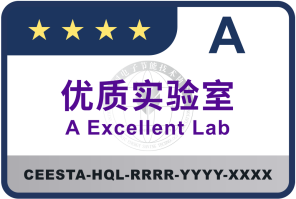 A
优质实验室
A Excellent Lab
CEESTA-HQL-RRRR-YYYY-XXXX